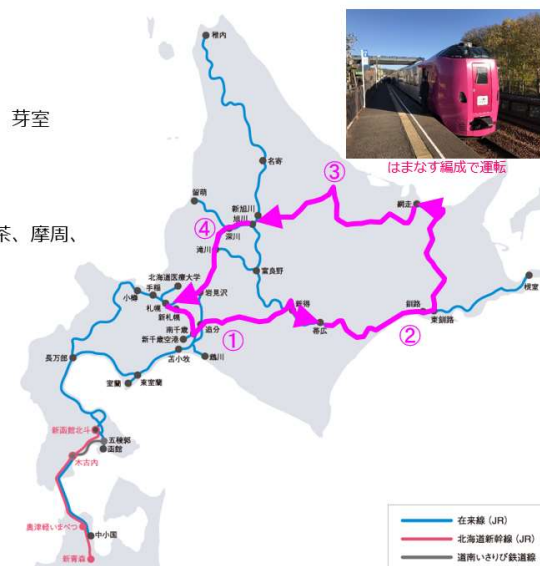 芽室
茶、摩周、
はまなす編成で運転
稚内
名寄
③
網走
留萌
新旭川
旭川
④
深川
滝川
富良野
根室
北海道医療大学
手稲
小樽
岩見沢
札幌
新札幌
新得
釧路
東釧路
①
追分
帯広
②
南千歳
新千歳空港
長万部
苫小牧
鵡川
室蘭
東室蘭
新函館北斗
五稜郭
函館
木古内
奥津軽いまべつ
中小国
新青森
在来線 (JR)
北海道新幹線 (JR)
道南いさりび鉄道線